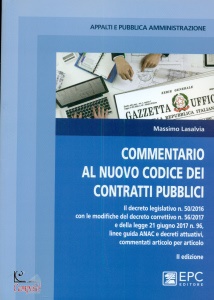 APPALTI E PUBBLICA AMMINISTRAZIONE
SERIE GENERALE
GAZZETTA UFFIC
Massimo Lasalvia
COMMENTARIO
AL NUOVO CODICE DEI
CONTRATTI PUBBLICI
Il decreto legislativo n. 50/2016
con le modifiche del decreto correttivo n. 56/2017
e della legge 21 giugno 2017 n. 96,
linee guida ANAC e decreti attuativi,
commentati articolo per articolo
II edizione
EPC
EDITORE